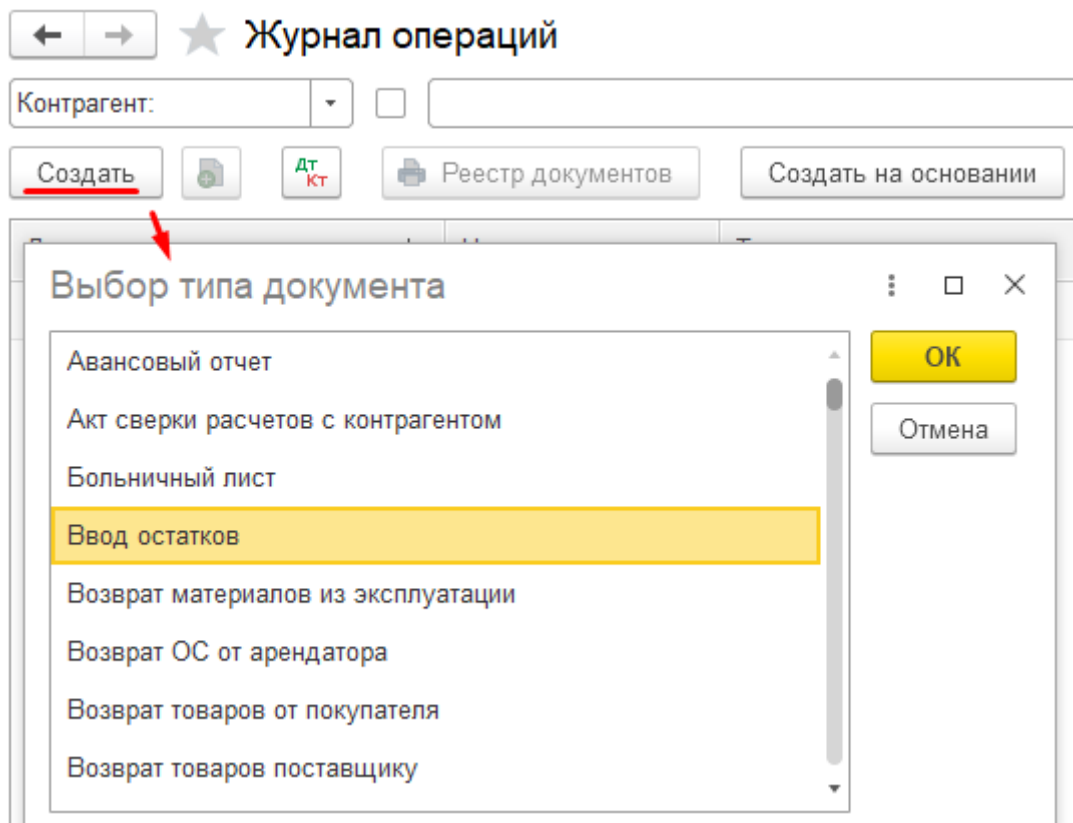 Журнал операций
Контрагент:
Создать
Дт Кт
Реестр документов
Создать на основании
Выбор типа документа
Авансовый отчет
ОК
Акт сверки расчетов с контрагентом
Отмена
Больничный лист
Ввод остатков
Возврат материалов из эксплуатации
Возврат ОС от арендатора
Возврат товаров от покупателя
Возврат товаров поставщику